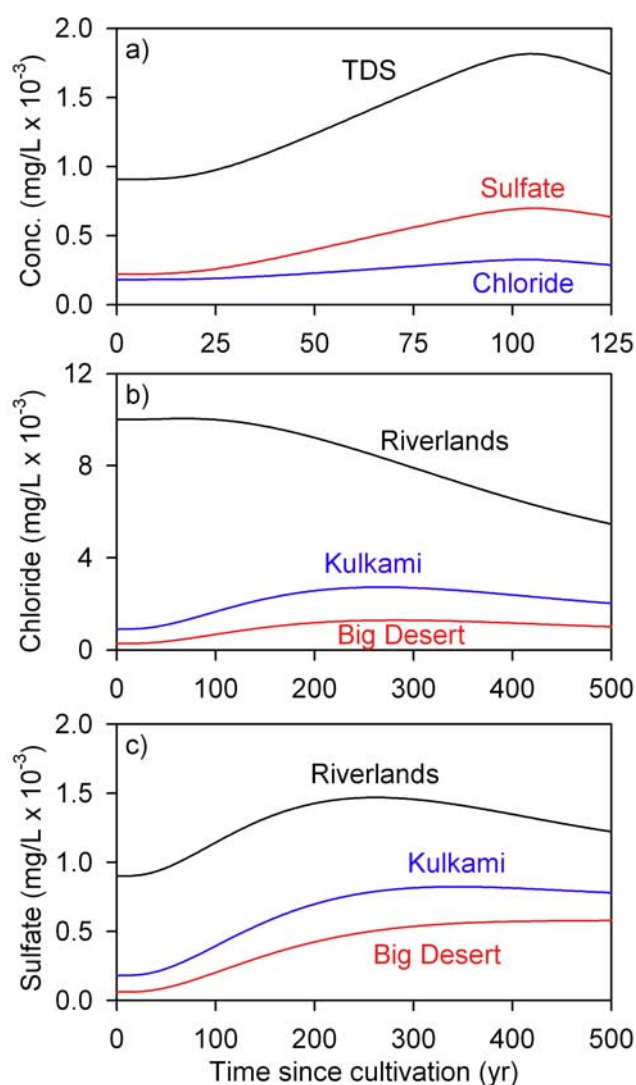 a)
TDS
Sulfate
Chloride
Conc. (mg/L x 10-3)
2.0
1.5
1.0
0.5
0.0
0 25 50 75 100 125
b)
Riverlands
Kulkami
Big Desert
Chloride (mg/L x 10-3)
12
8
4
0
0 100 200 300 400 500
c)
Riverlands
Kulkami
Big Desert
Sulfate (mg/L x 10-3)
2.0
1.5
1.0
0.5
0.0
0 100 200 300 400 500
Time since cultivation (yr)